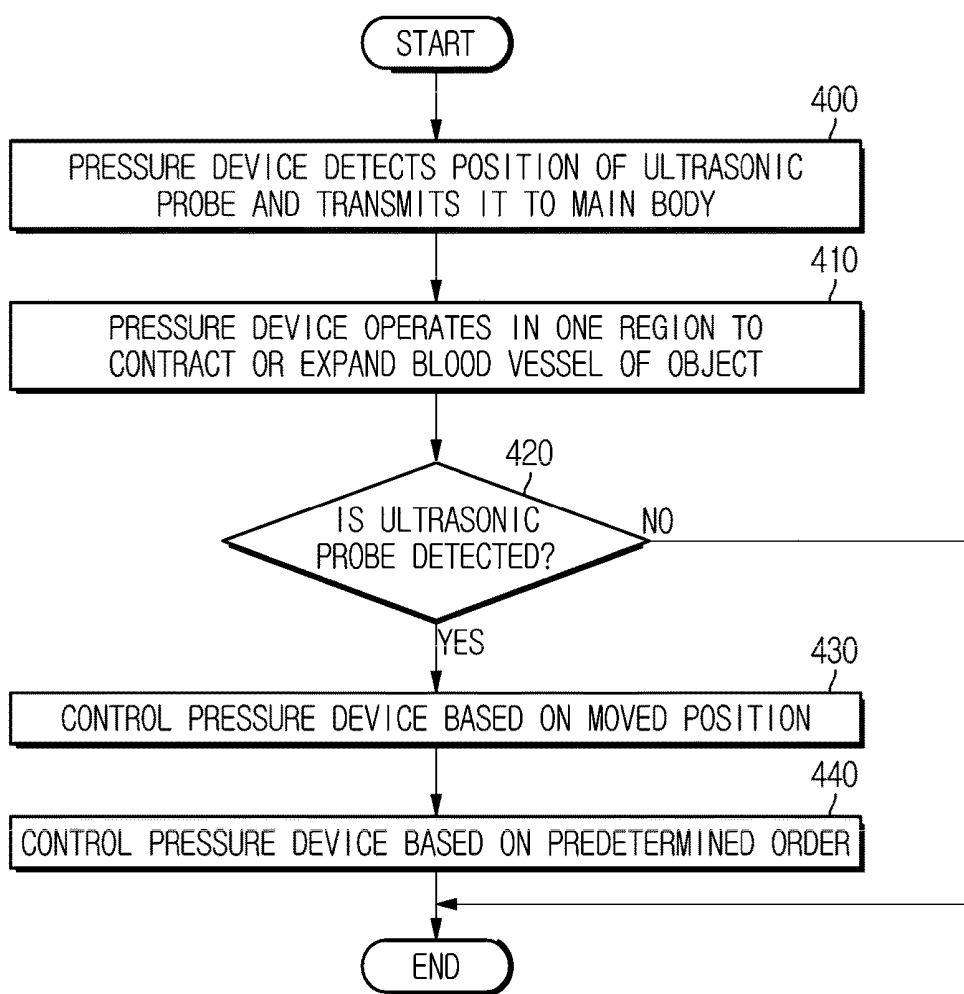 START
400
PRESSURE DEVICE DETECTS POSITION OF ULTRASONIC
PROBE AND TRANSMITS IT TO MAIN BODY
410
PRESSURE DEVICE OPERATES IN ONE REGION TO
CONTRACT OR EXPAND BLOOD VESSEL OF OBJECT
420
IS ULTRASONIC
PROBE DETECTED?
NO
YES
430
CONTROL PRESSURE DEVICE BASED ON MOVED POSITION
440
CONTROL PRESSURE DEVICE BASED ON PREDETERMINED ORDER
END